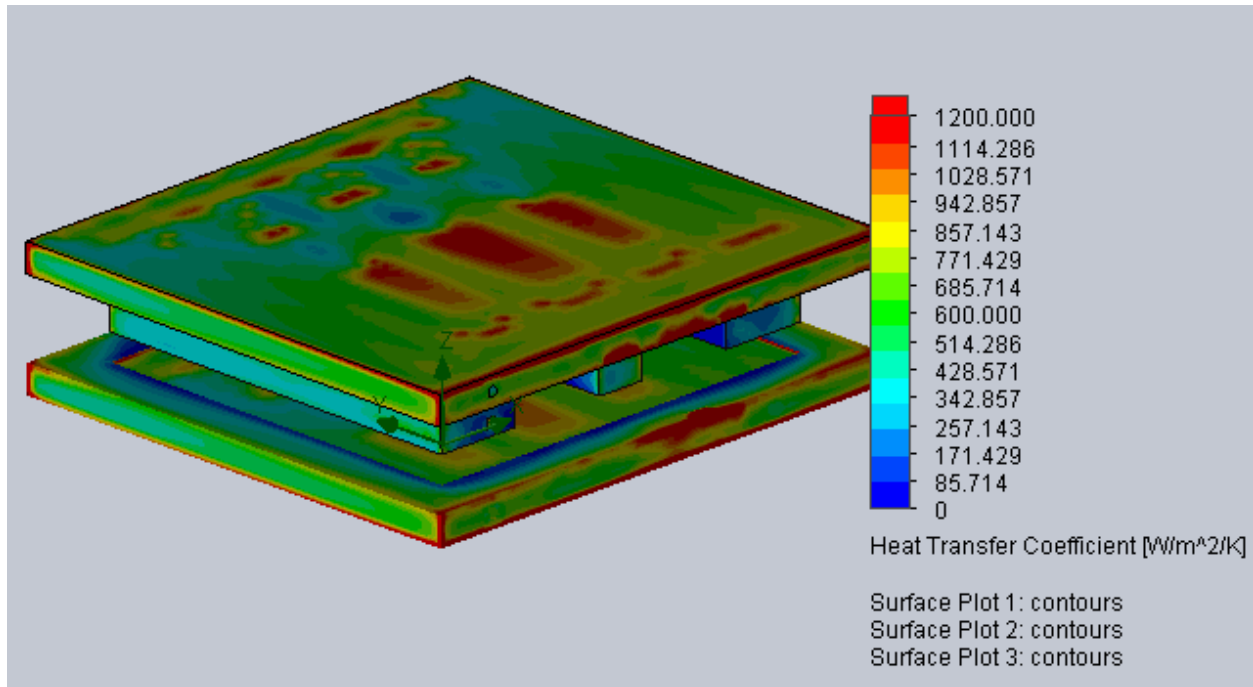 1200.000
1114.286
1028.571
942.857
857.143
771.429
685.714
600.000
514.286
428.571
342.857
257.143
171.429
85.714
0
Heat Transfer Coefficient [W/m^2/K]
Surface Plot 1: contours
Surface Plot 2: contours
Surface Plot 3: contours
Z
Y
X